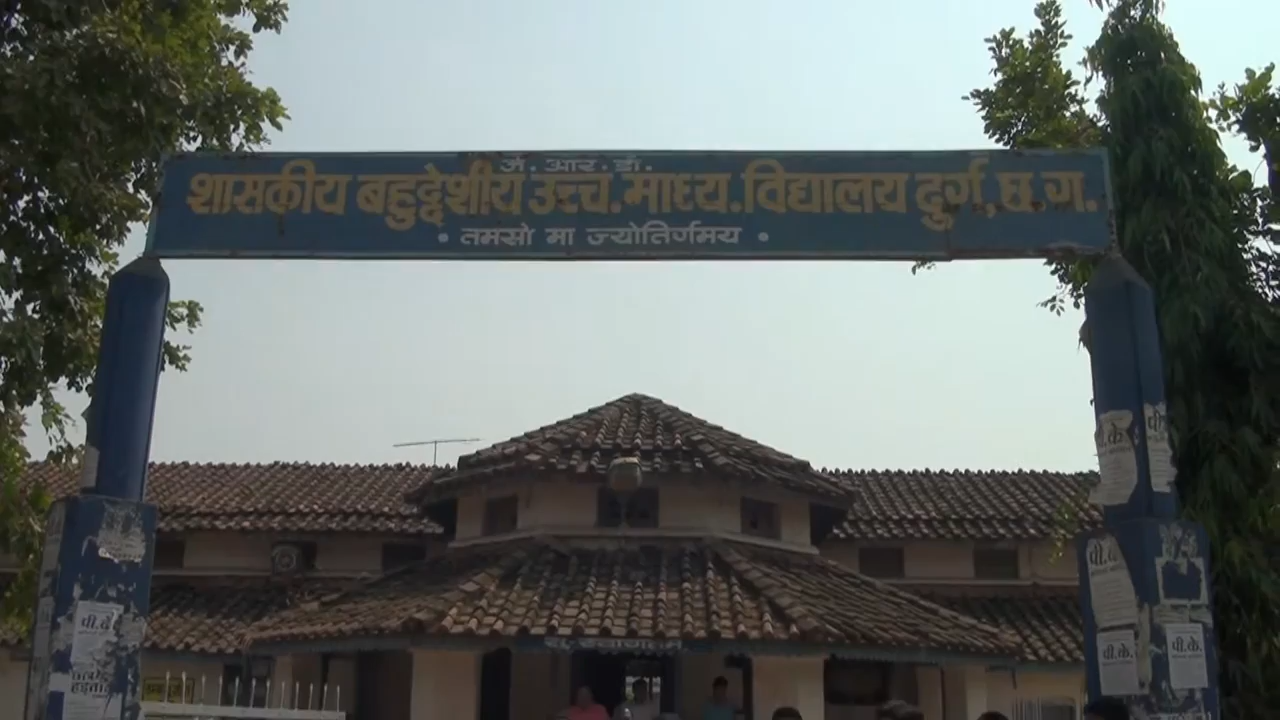 जे. आर. डी.
शासकीय बहुद्देशीय उच्च. माध्य. विद्यालय दुर्ग, छ.ग.
• तमसो मा ज्योतिर्गमय •
पी.के.
पी.के.
पी.के.
पी.के.